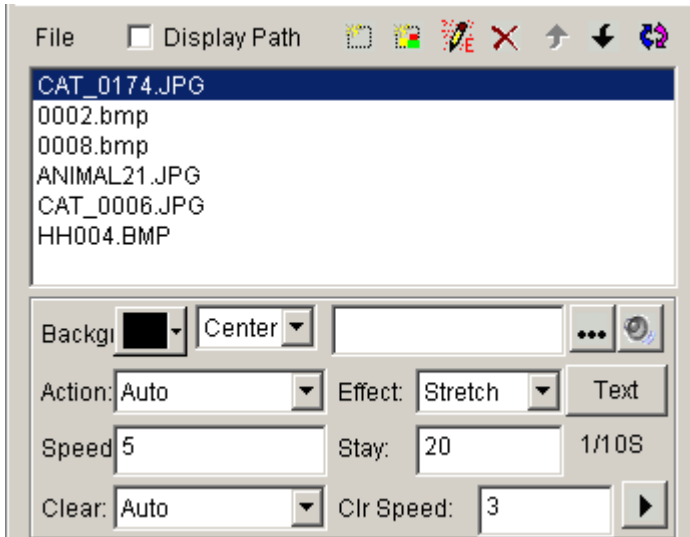 File Display Path E
CAT_0174.JPG
0002.bmp
0008.bmp
ANIMAL21.JPG
CAT_0006.JPG
HH004.BMP
Backgr Center ...
Action: Auto Effect: Stretch Text
Speed 5 Stay: 20 1/10S
Clear: Auto Clr Speed: 3